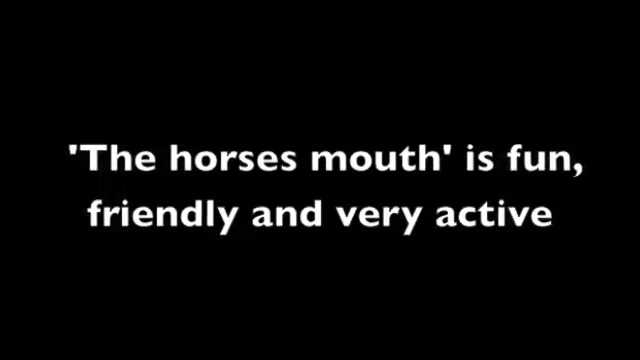 'The horses mouth' is fun,
friendly and very active